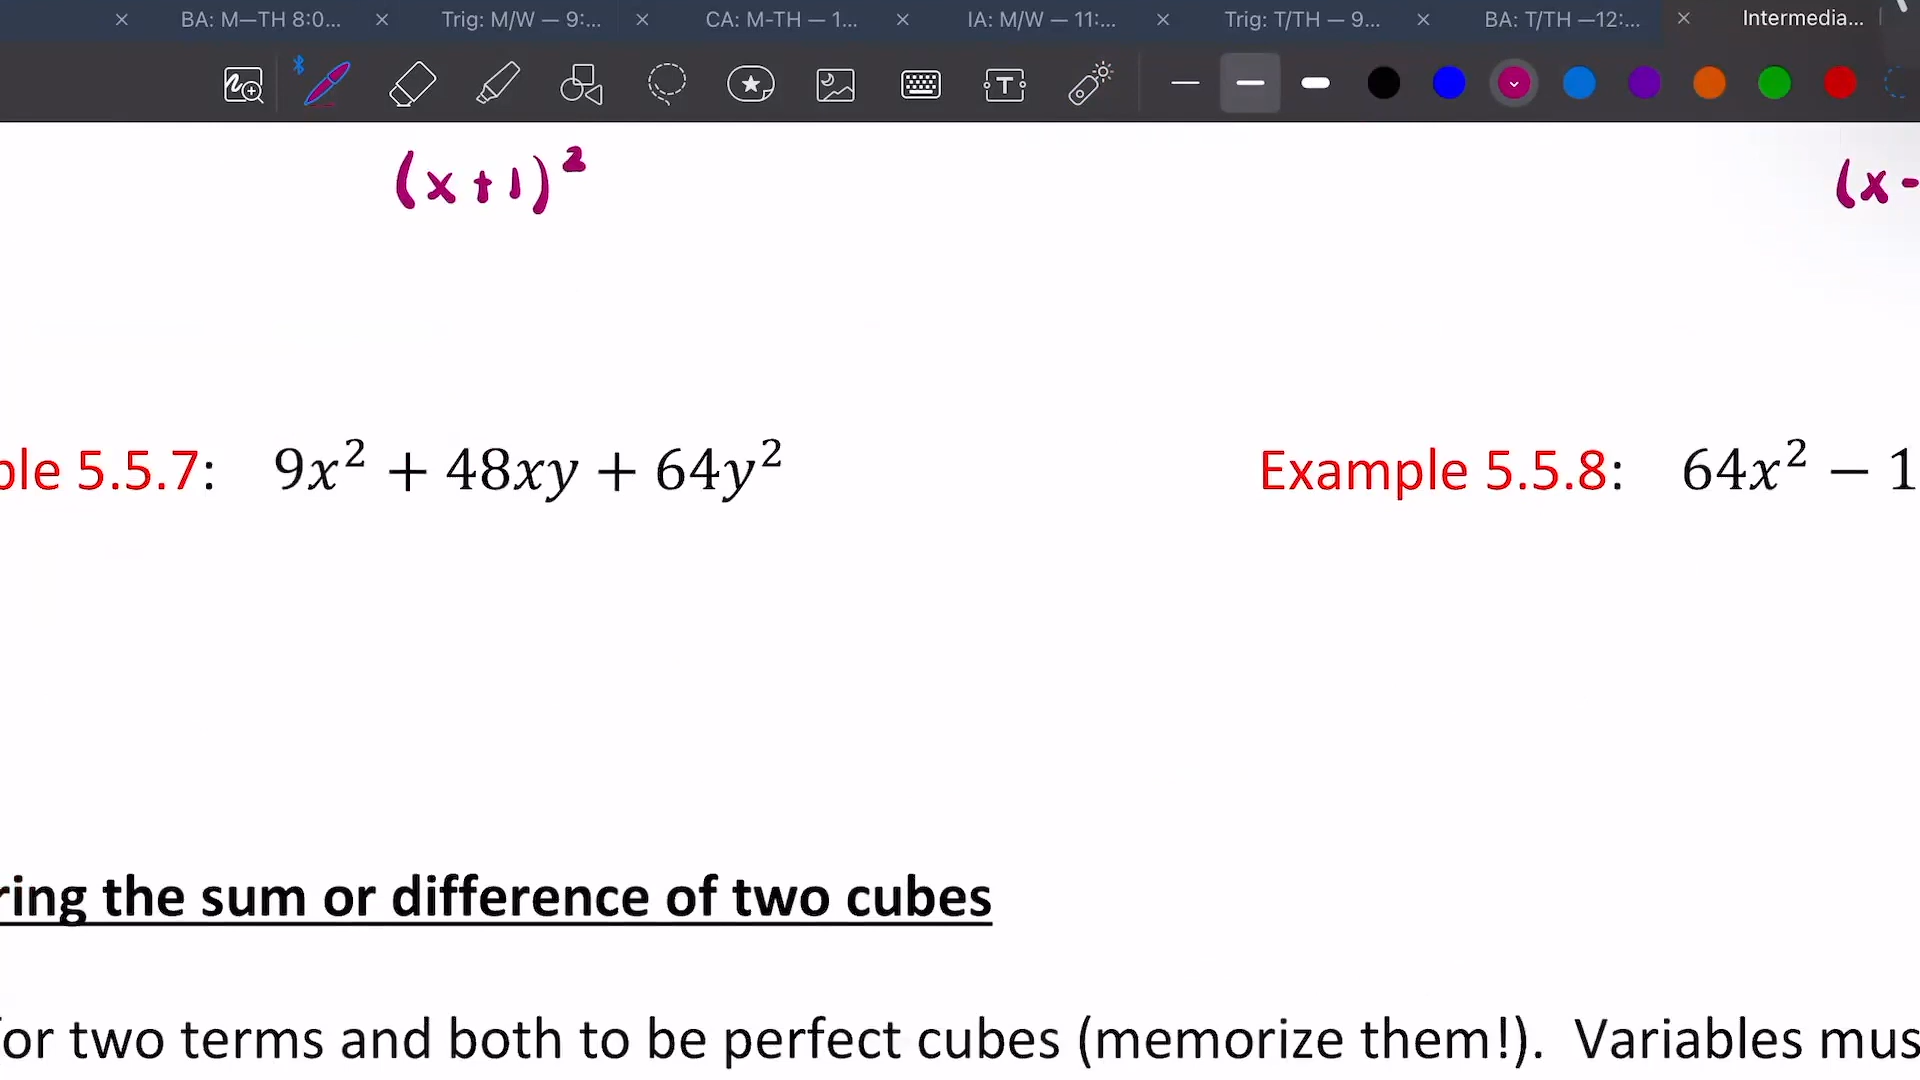 BA: M—TH 8:0... Trig: M/W — 9:... CA: M-TH — 1... IA: M/W — 11:... Trig: T/TH — 9... BA: T/TH —12:... Intermedia...
(x+1)² (x-
ple 5.5.7: 9x² + 48xy + 64y² Example 5.5.8: 64x² − 1
ring the sum or difference of two cubes
for two terms and both to be perfect cubes (memorize them!). Variables mus